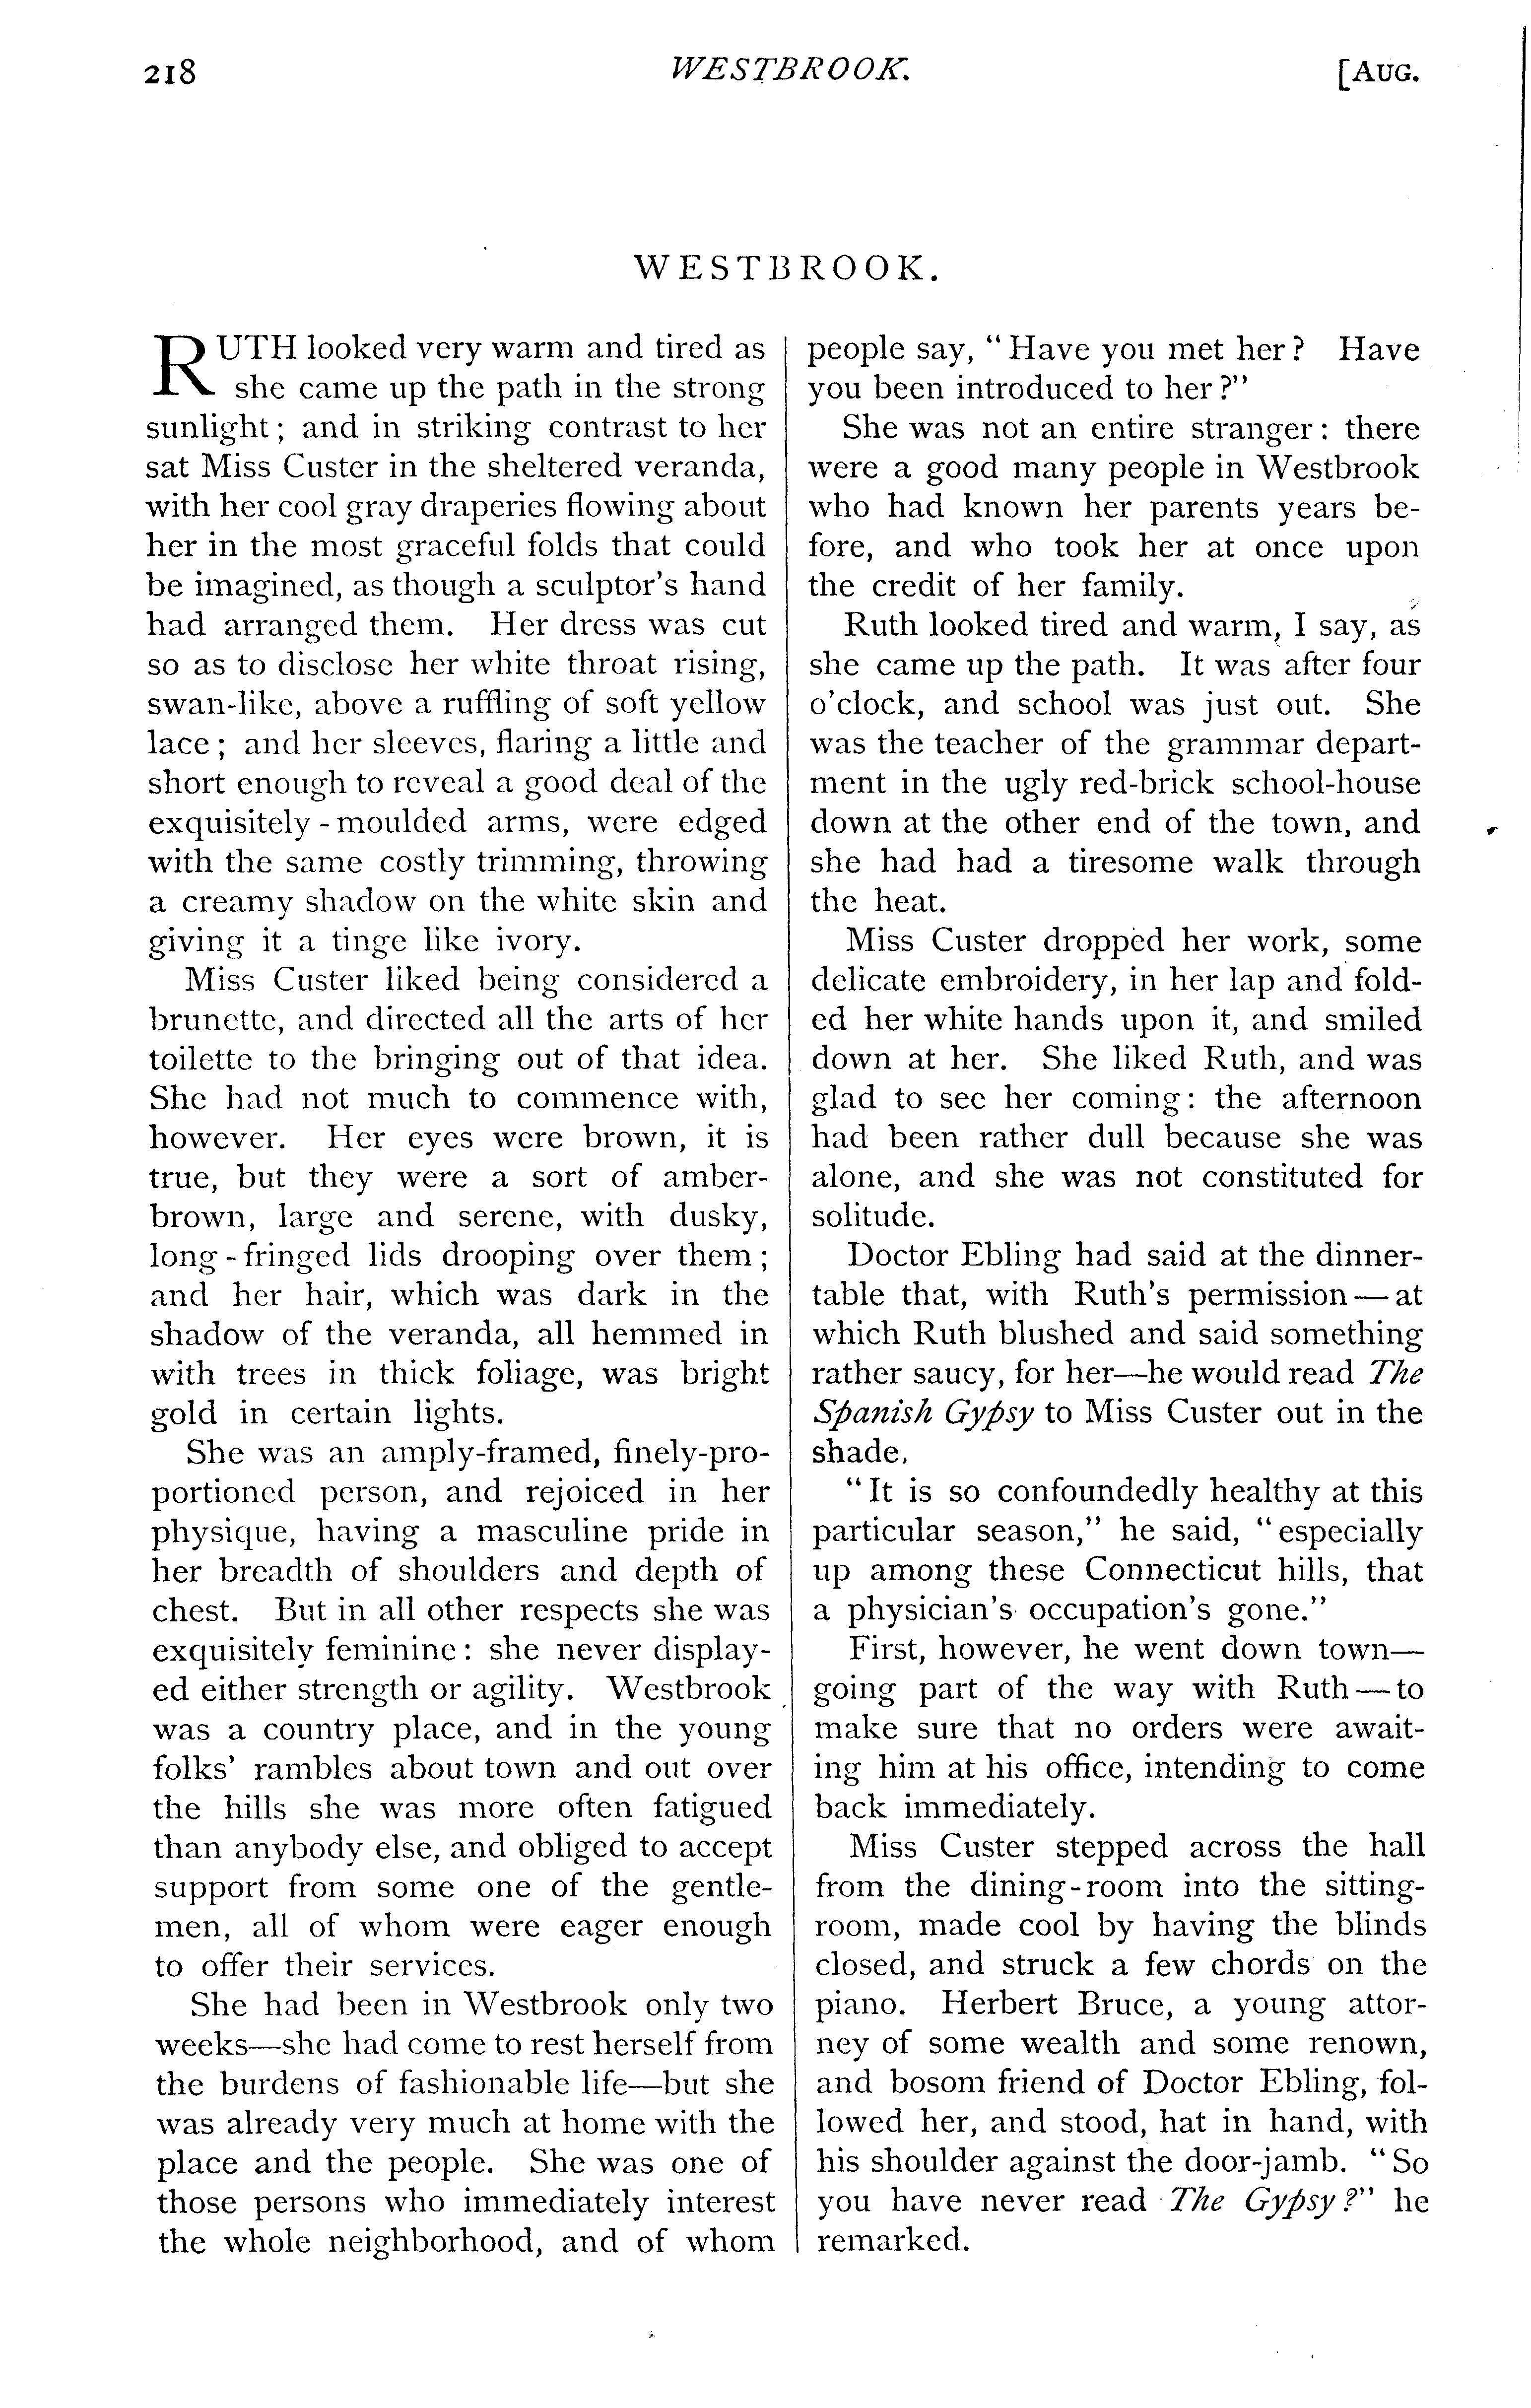 218 WESTBROOK. [AUG.
WESTBROOK.
RUTH looked very warm and tired as
she came up the path in the strong
sunlight; and in striking contrast to her
sat Miss Custer in the sheltered veranda,
with her cool gray draperies flowing about
her in the most graceful folds that could
be imagined, as though a sculptor's hand
had arranged them. Her dress was cut
so as to disclose her white throat rising,
swan-like, above a ruffling of soft yellow
lace; and her sleeves, flaring a little and
short enough to reveal a good deal of the
exquisitely-moulded arms, were edged
with the same costly trimming, throwing
a creamy shadow on the white skin and
giving it a tinge like ivory.
Miss Custer liked being considered a
brunette, and directed all the arts of her
toilette to the bringing out of that idea.
She had not much to commence with,
however. Her eyes were brown, it is
true, but they were a sort of amber-
brown, large and serene, with dusky,
long-fringed lids drooping over them;
and her hair, which was dark in the
shadow of the veranda, all hemmed in
with trees in thick foliage, was bright
gold in certain lights.
She was an amply-framed, finely-pro-
portioned person, and rejoiced in her
physique, having a masculine pride in
her breadth of shoulders and depth of
chest. But in all other respects she was
exquisitely feminine: she never display-
ed either strength or agility. Westbrook
was a country place, and in the young
folks' rambles about town and out over
the hills she was more often fatigued
than anybody else, and obliged to accept
support from some one of the gentle-
men, all of whom were eager enough
to offer their services.
She had been in Westbrook only two
weeks—she had come to rest herself from
the burdens of fashionable life—but she
was already very much at home with the
place and the people. She was one of
those persons who immediately interest
the whole neighborhood, and of whom
people say, "Have you met her? Have
you been introduced to her?"
She was not an entire stranger: there
were a good many people in Westbrook
who had known her parents years be-
fore, and who took her at once upon
the credit of her family.
Ruth looked tired and warm, I say, as
she came up the path. It was after four
o'clock, and school was just out. She
was the teacher of the grammar depart-
ment in the ugly red-brick school-house
down at the other end of the town, and
she had had a tiresome walk through
the heat.
Miss Custer dropped her work, some
delicate embroidery, in her lap and fold-
ed her white hands upon it, and smiled
down at her. She liked Ruth, and was
glad to see her coming: the afternoon
had been rather dull because she was
alone, and she was not constituted for
solitude.
Doctor Ebling had said at the dinner-
table that, with Ruth's permission—at
which Ruth blushed and said something
rather saucy, for her—he would read The
Spanish Gypsy to Miss Custer out in the
shade.
"It is so confoundedly healthy at this
particular season," he said, "especially
up among these Connecticut hills, that
a physician's occupation's gone."
First, however, he went down town—
going part of the way with Ruth—to
make sure that no orders were await-
ing him at his office, intending to come
back immediately.
Miss Custer stepped across the hall
from the dining-room into the sitting-
room, made cool by having the blinds
closed, and struck a few chords on the
piano. Herbert Bruce, a young attor-
ney of some wealth and some renown,
and bosom friend of Doctor Ebling, fol-
lowed her, and stood, hat in hand, with
his shoulder against the door-jamb. "So
you have never read The Gypsy?" he
remarked.